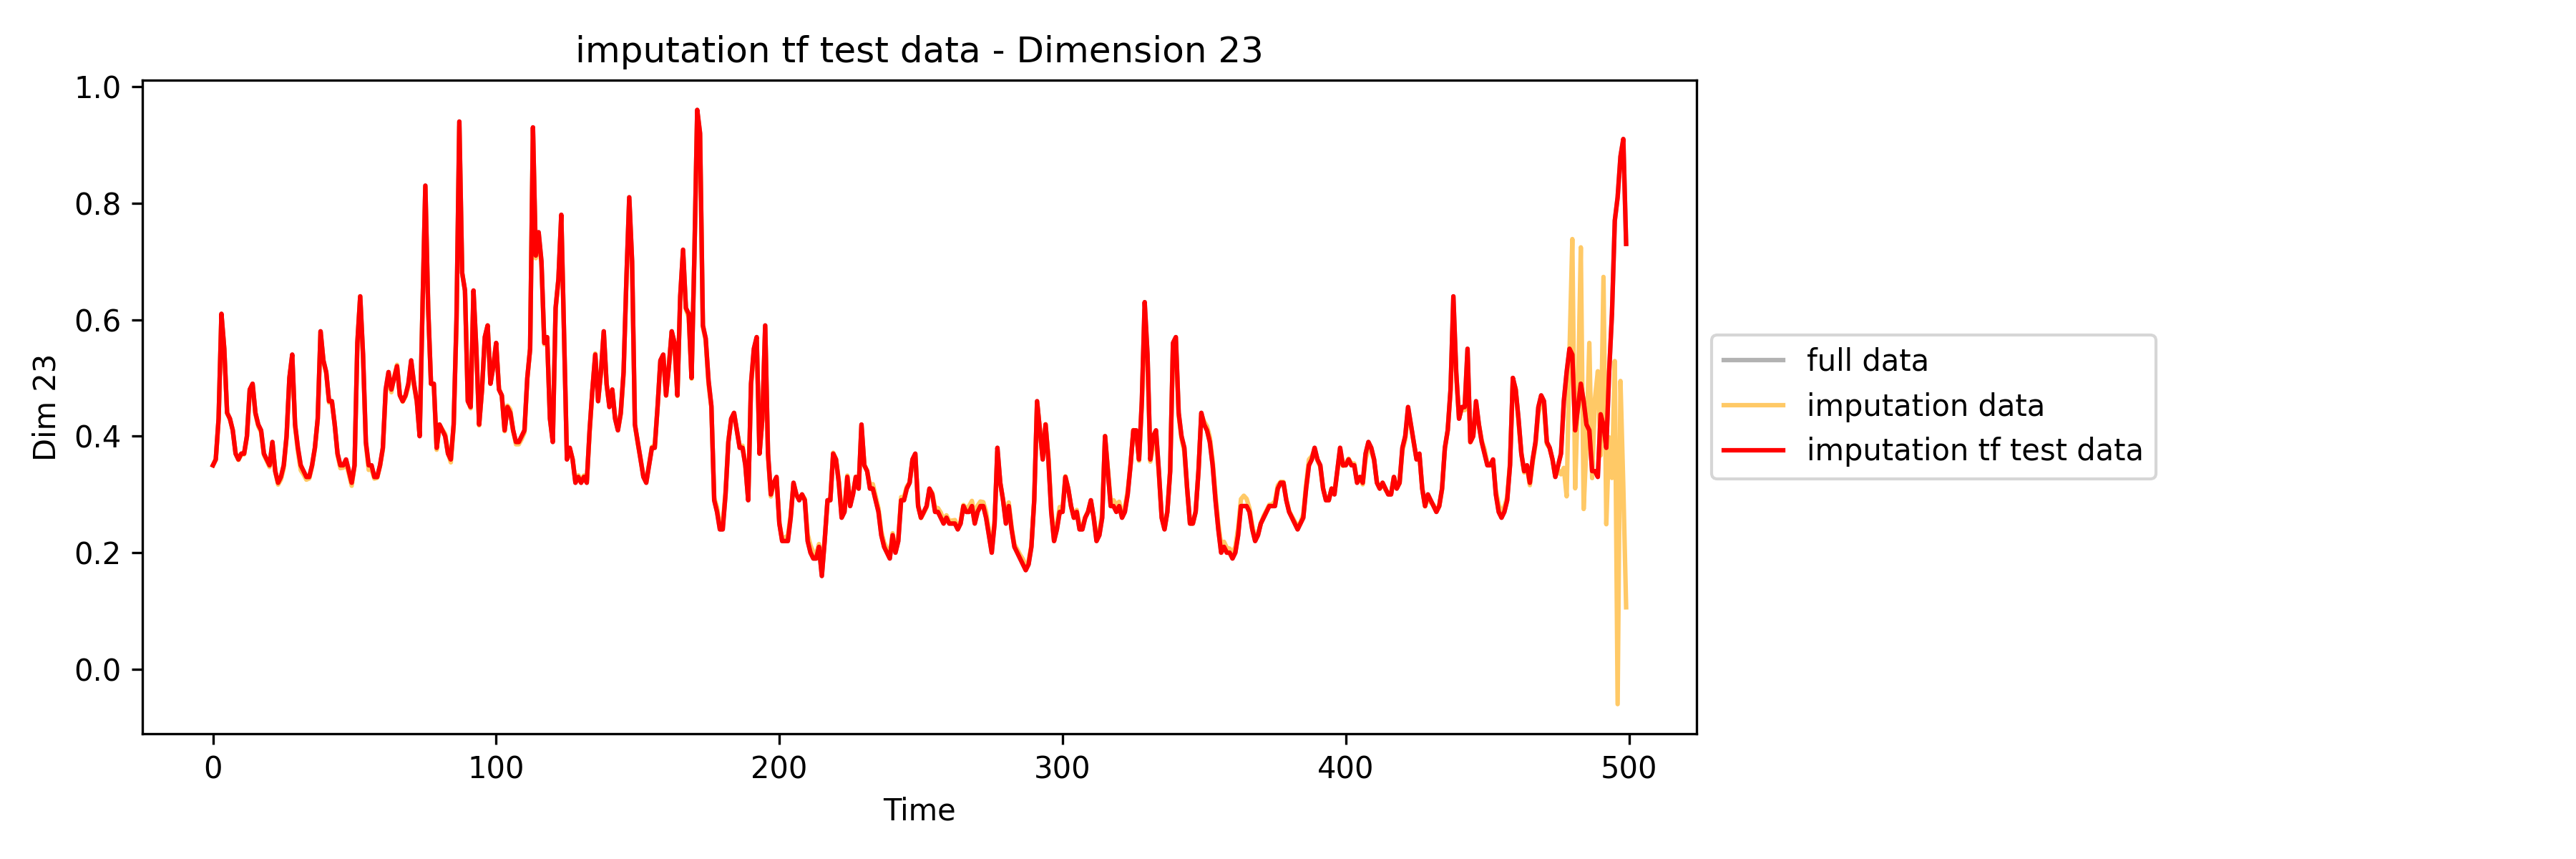 imputation tf test data - Dimension 23
1.0
0.8
0.6
0.4
0.2
0.0
Dim 23
0 100 200 300 400 500
Time
full data
imputation data
imputation tf test data